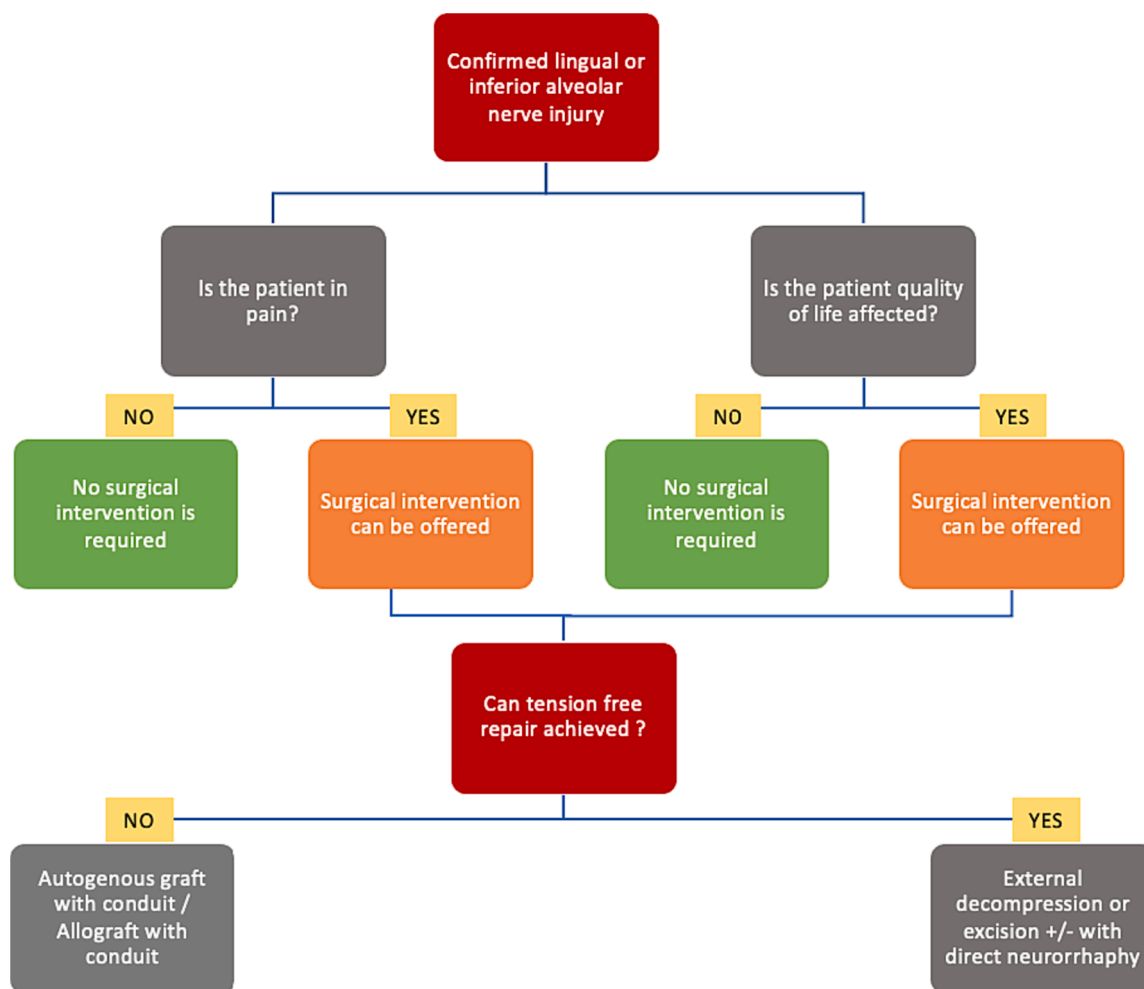 Confirmed lingual or
inferior alveolar
nerve injury
Is the patient in
pain?
Is the patient quality
of life affected?
NO
YES
NO
YES
No surgical
intervention is
required
Surgical intervention
can be offered
No surgical
intervention is
required
Surgical intervention
can be offered
Can tension free
repair achieved ?
NO
YES
Autogenous graft
with conduit /
Allograft with
conduit
External
decompression or
excision +/- with
direct neurorrhaphy